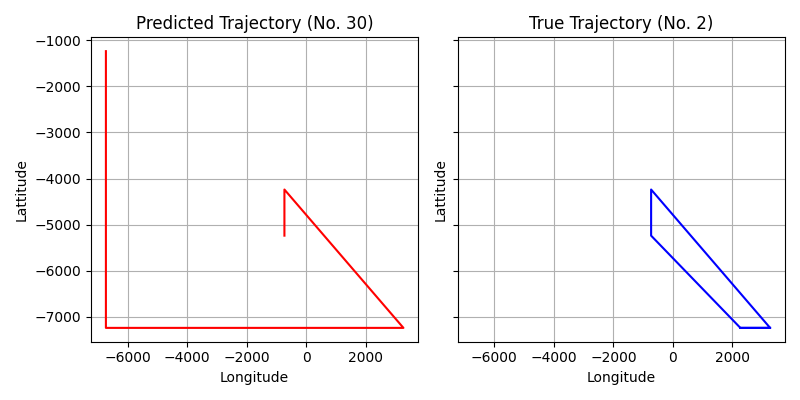 Predicted Trajectory (No. 30)
True Trajectory (No. 2)
−1000
−2000
−3000
−4000
−5000
−6000
−7000
Lattitude
Lattitude
−6000 −4000 −2000 0 2000
−6000 −4000 −2000 0 2000
Longitude
Longitude